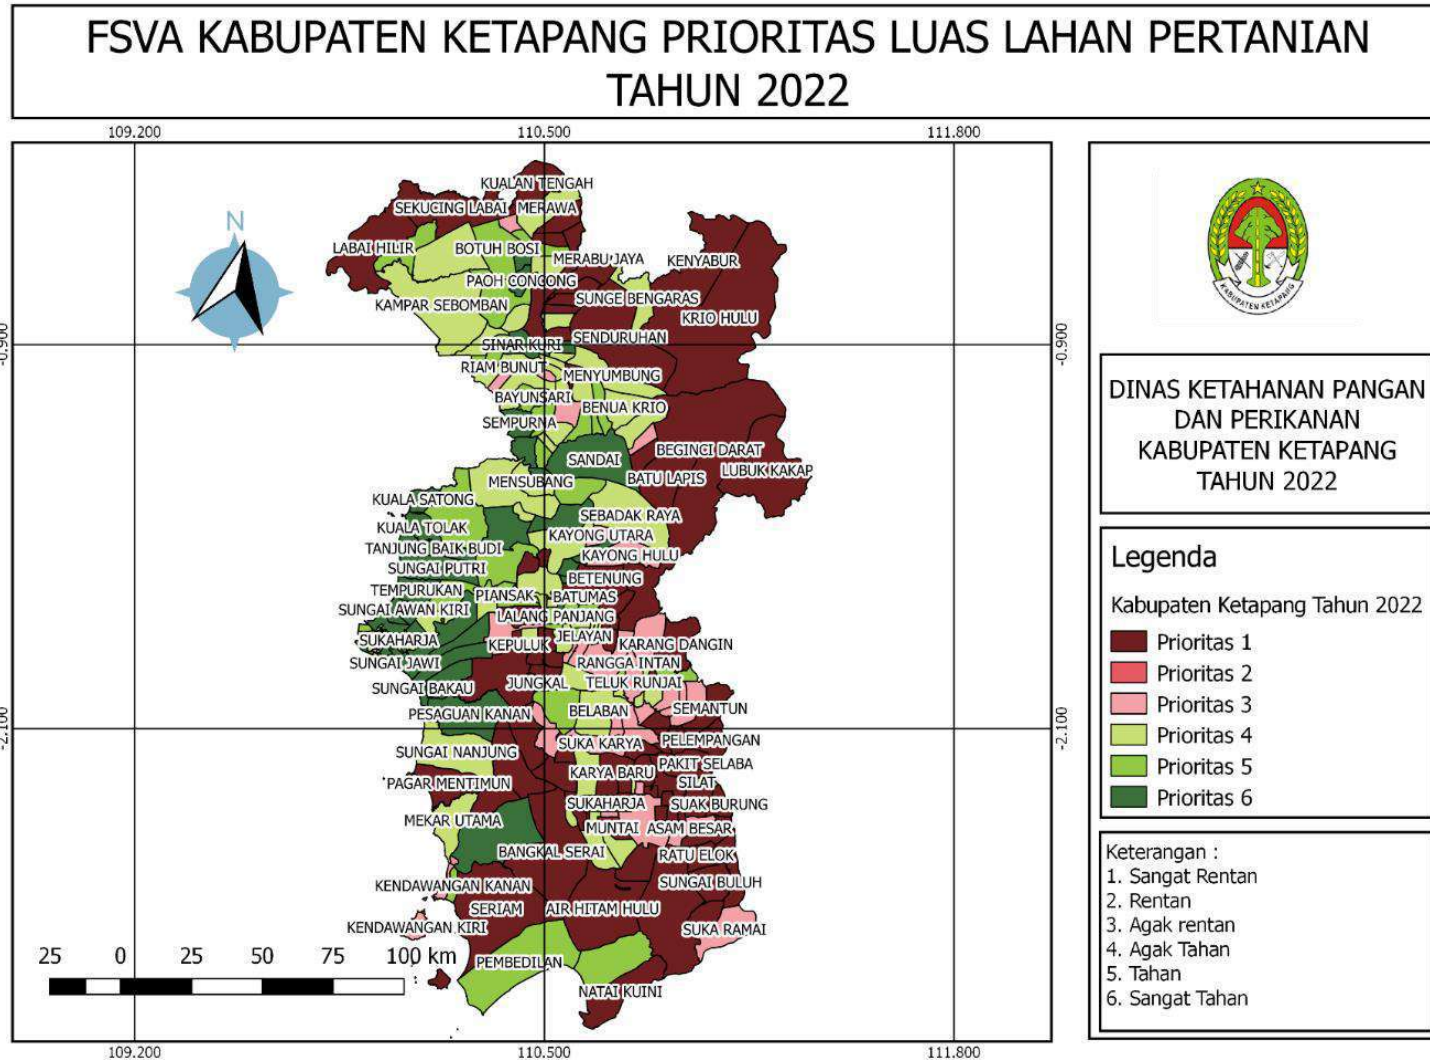 FSVA KABUPATEN KETAPANG PRIORITAS LUAS LAHAN PERTANIAN
TAHUN 2022
109.200
110.500
111.800
N
KUALAN TENGAH
SEKUCING LABAI
MERAWA
LABAI HILIR
BOTUH BOSI
MERABU JAYA
KENYABUR
PAOH CONCONG
KAMPAR SEBOMBAN
SUNGE BENGARAS
KRIO HULU
SINAR KURI
SENDURUHAN
-0.900
-0.900
RIAM BUNUT
MENYUMBUNG
BAYUNSARI
BENUA KRIO
SEMPURNA
BEGINCI DARAT
SANDAI
LUBUK KAKAP
MENSUBANG
BATU LAPIS
KUALA SATONG
SEBADAK RAYA
KUALA TOLAK
KAYONG UTARA
TANJUNG BAIK BUDI
KAYONG HULU
SUNGAI PUTRI
BETENUNG
TEMPURUKAN
PIANSAK
BATUMAS
SUNGAI AWAN KIRI
LALANG PANJANG
SUKAHARJA
KEPULUK
JELAYAN
KARANG DANGIN
SUNGAI JAWI
RANGGA INTAN
SUNGAI BAKAU
JUNGKAL
TELUK RUNJAI
PESAGUAN KANAN
BELABAN
SEMANTUN
-2.100
-2.100
SUNGAI NANJUNG
SUKA KARYA
PELEMPANGAN
PAGAR MENTIMUN
KARYA BARU
PAKIT SELABA
SILAT
MEKAR UTAMA
SUKAHARJA
SUAK BURUNG
MUNTAI
ASAM BESAR
BANGKAL SERAI
RATU ELOK
KENDAWANGAN KANAN
SUNGAI BULUH
SERIAM
AIR HITAM HULU
KENDAWANGAN KIRI
SUKA RAMAI
PEMBEDILAN
NATAI KUINI
25 0 25 50 75 100 km
109.200
110.500
111.800
KABUPATEN KETAPANG
DINAS KETAHANAN PANGAN
DAN PERIKANAN
KABUPATEN KETAPANG
TAHUN 2022
Legenda
Kabupaten Ketapang Tahun 2022
Prioritas 1
Prioritas 2
Prioritas 3
Prioritas 4
Prioritas 5
Prioritas 6
Keterangan :
1. Sangat Rentan
2. Rentan
3. Agak rentan
4. Agak Tahan
5. Tahan
6. Sangat Tahan